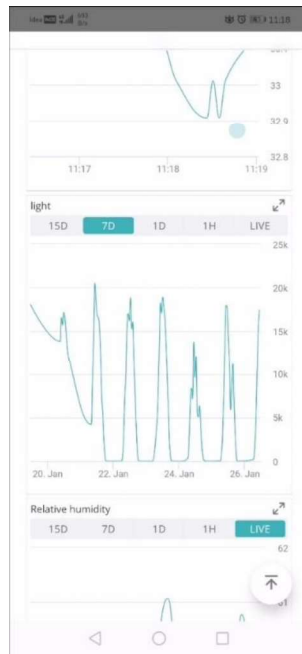 11:18
33
32.9
32.8
11:17 11:18 11:19
light
15D 7D 1D 1H LIVE
25k
20k
15k
10k
5k
0
20. Jan 22. Jan 24. Jan 26. Jan
Relative humidity
15D 7D 1D 1H LIVE
62
61